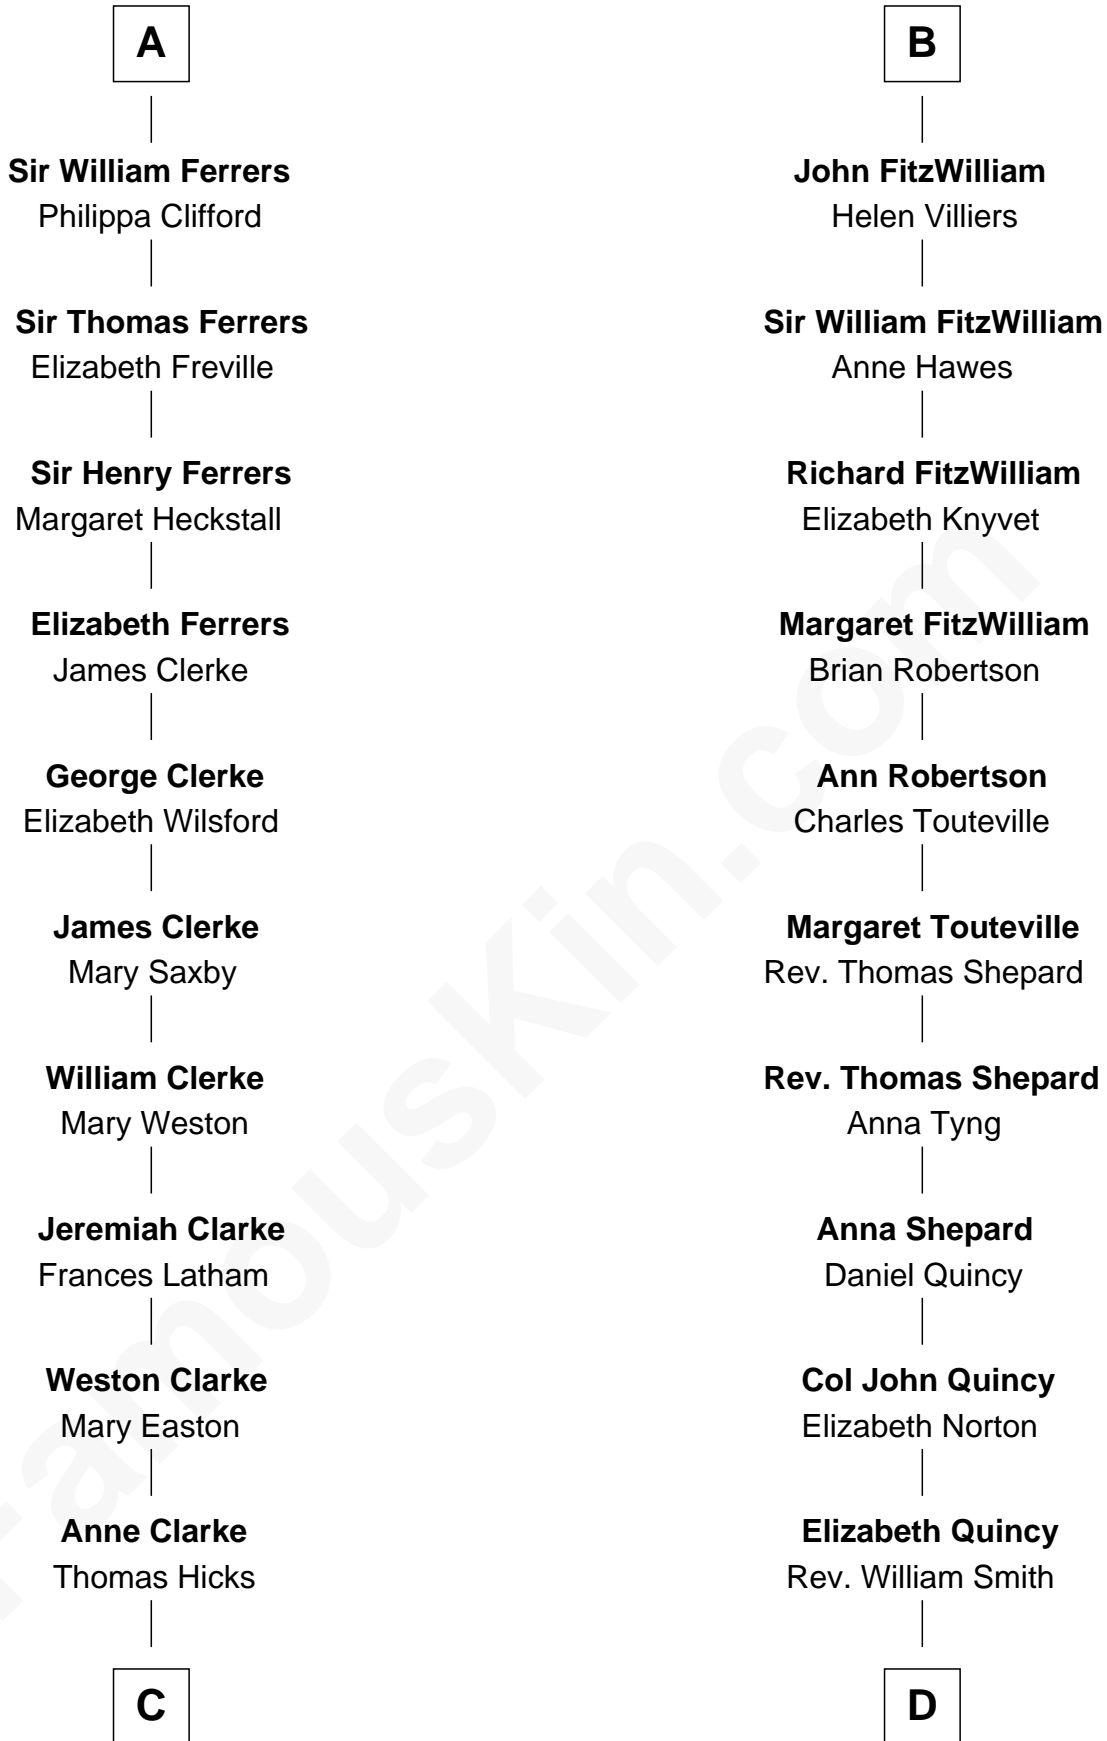 A
Sir William Ferrers
Philippa Clifford
Sir Thomas Ferrers
Elizabeth Freville
Sir Henry Ferrers
Margaret Heckstall
Elizabeth Ferrers
James Clerke
George Clerke
Elizabeth Wilsford
James Clerke
Mary Saxby
William Clerke
Mary Weston
Jeremiah Clarke
Frances Latham
Weston Clarke
Mary Easton
Anne Clarke
Thomas Hicks
C
B
John FitzWilliam
Helen Villiers
Sir William FitzWilliam
Anne Hawes
Richard FitzWilliam
Elizabeth Knyvet
Margaret FitzWilliam
Brian Robertson
Ann Robertson
Charles Touteville
Margaret Touteville
Rev. Thomas Shepard
Rev. Thomas Shepard
Anna Tyng
Anna Shepard
Daniel Quincy
Col John Quincy
Elizabeth Norton
Elizabeth Quincy
Rev. William Smith
D
FamousKin.com